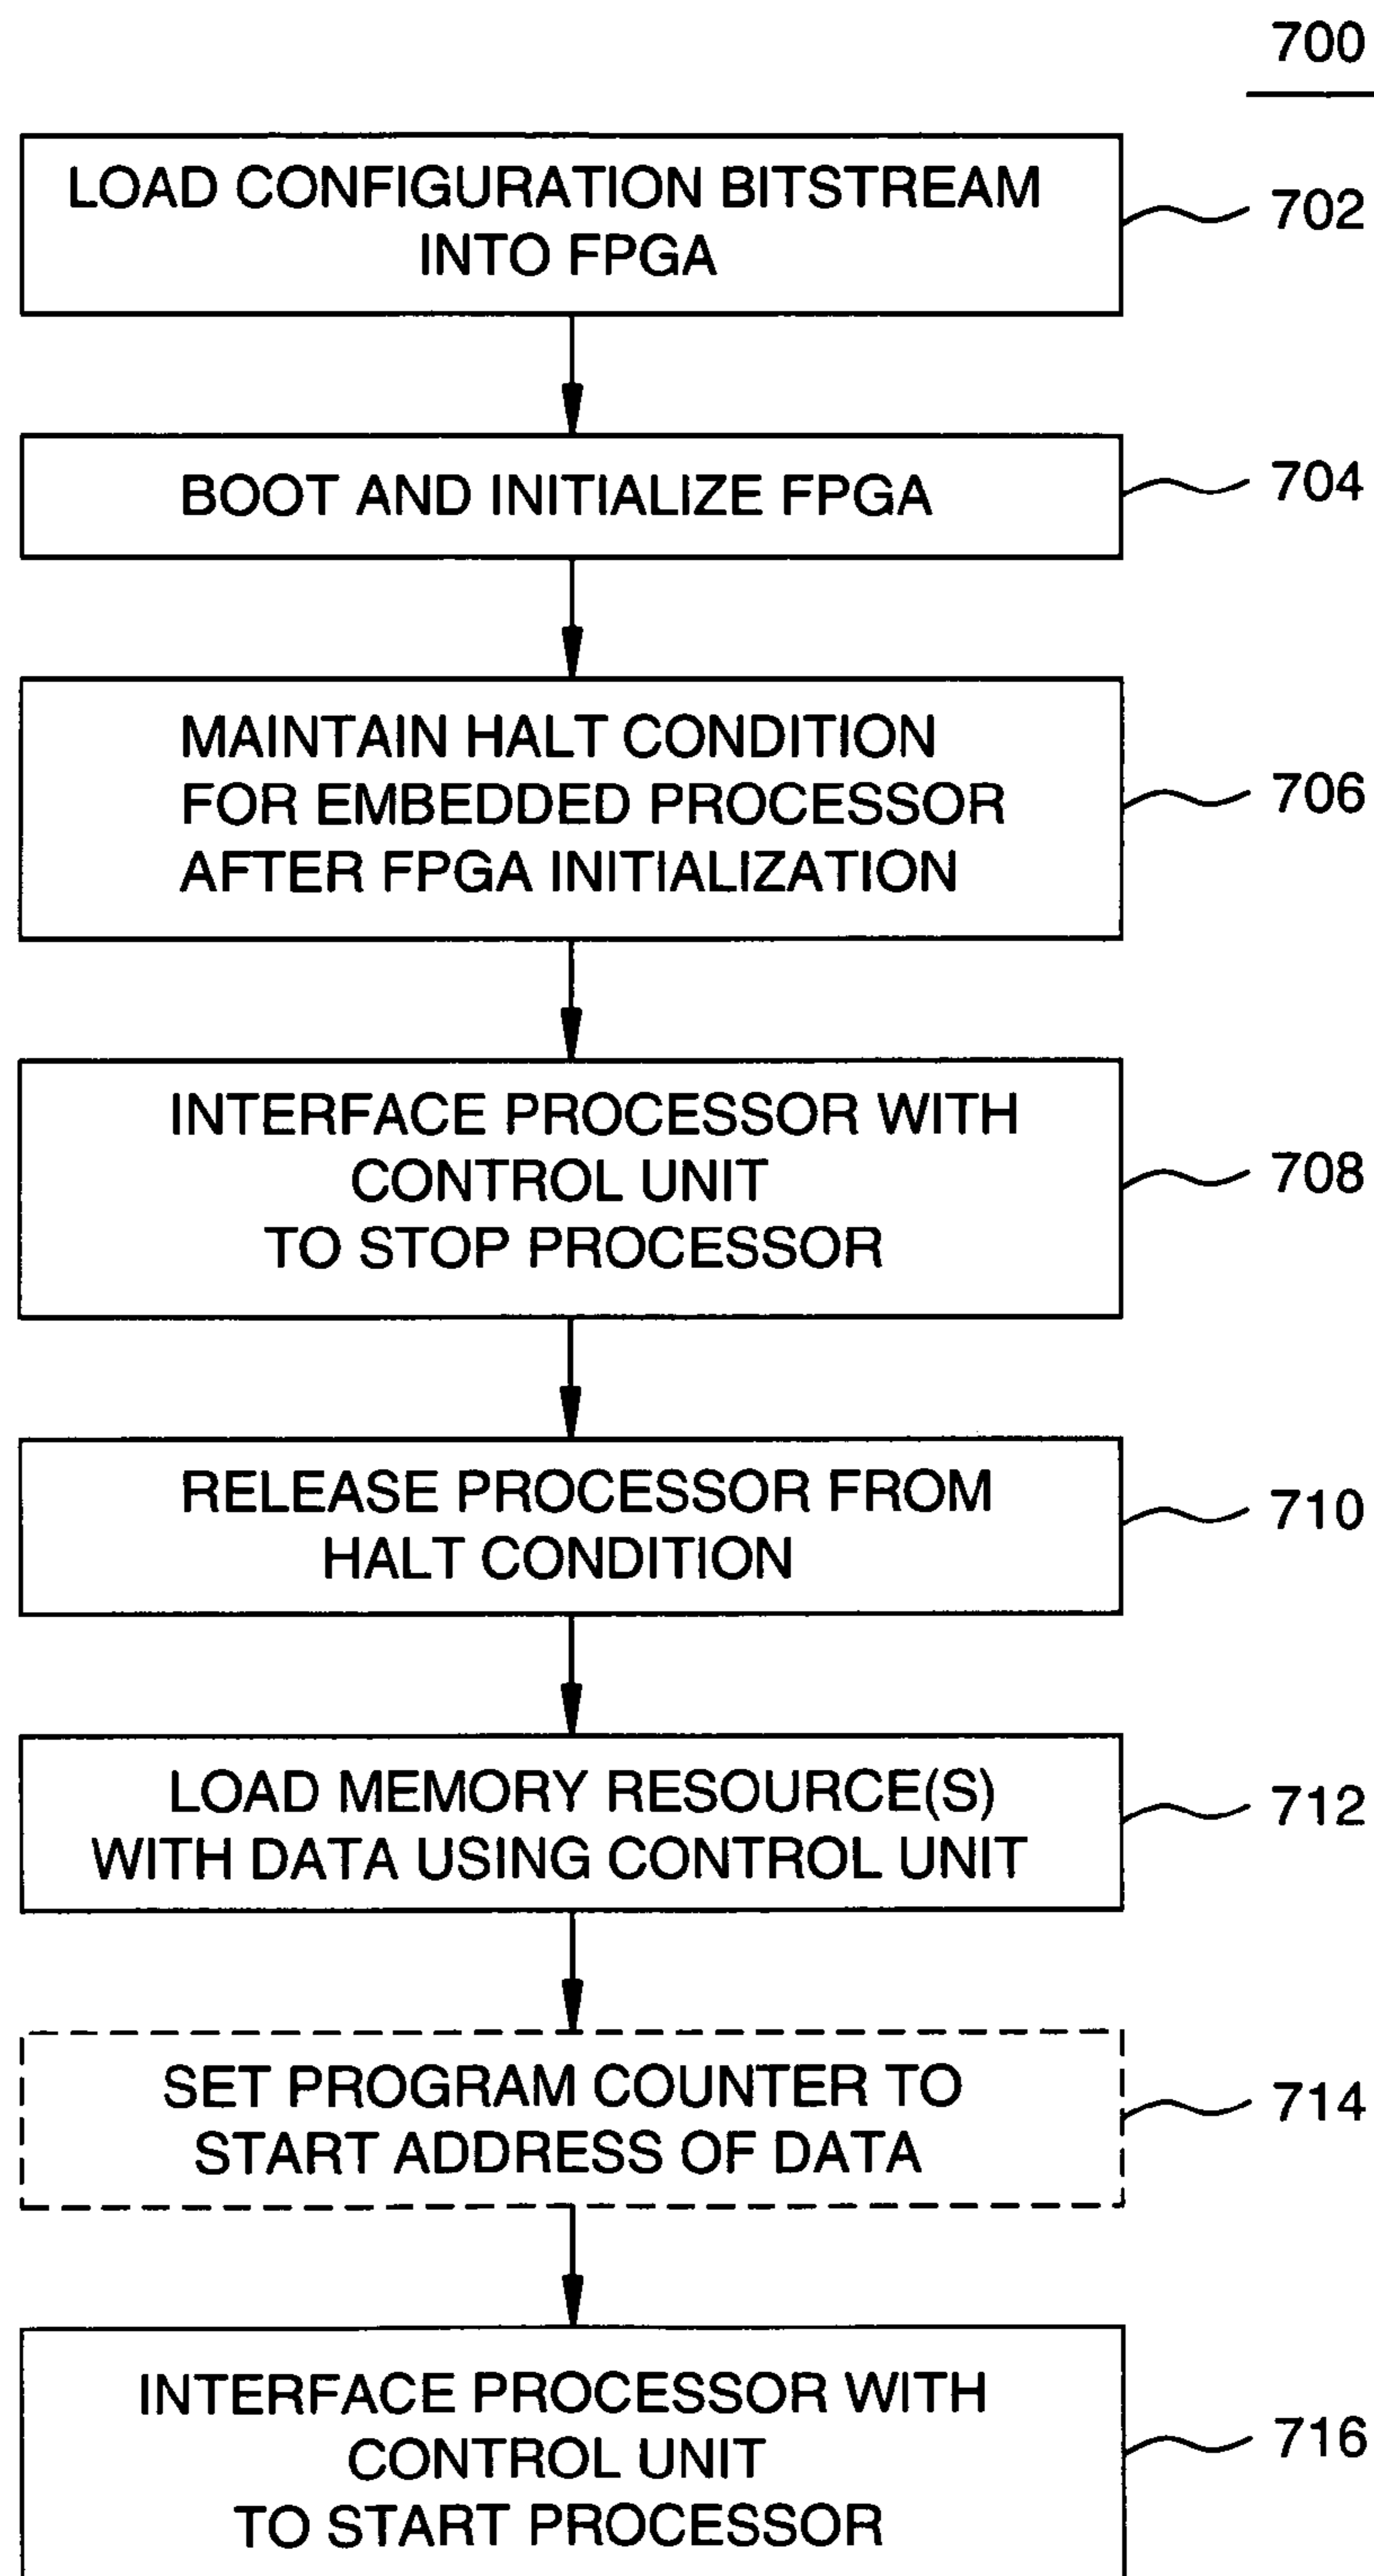 700
LOAD CONFIGURATION BITSTREAM
INTO FPGA
702
BOOT AND INITIALIZE FPGA
704
MAINTAIN HALT CONDITION
FOR EMBEDDED PROCESSOR
AFTER FPGA INITIALIZATION
706
INTERFACE PROCESSOR WITH
CONTROL UNIT
TO STOP PROCESSOR
708
RELEASE PROCESSOR FROM
HALT CONDITION
710
LOAD MEMORY RESOURCE(S)
WITH DATA USING CONTROL UNIT
712
SET PROGRAM COUNTER TO
START ADDRESS OF DATA
714
INTERFACE PROCESSOR WITH
CONTROL UNIT
TO START PROCESSOR
716